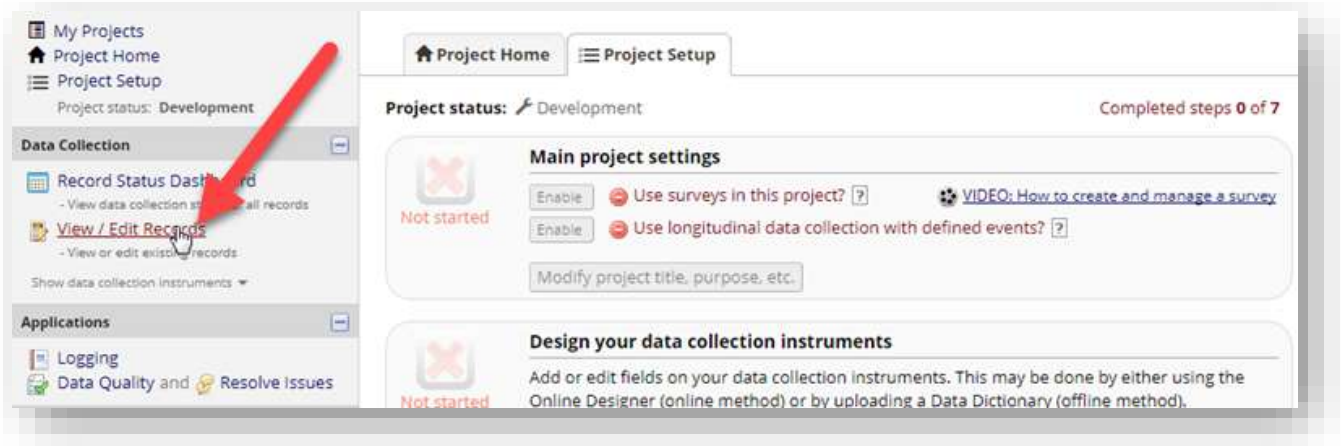 My Projects
Project Home
Project Setup
Project status: Development
Data Collection
Record Status Dashboard
- View data collection st all records
View / Edit Records
- View or edit existing records
Show data collection instruments
Applications
Logging
Data Quality and Resolve Issues
Project Home Project Setup
Project status: Development Completed steps 0 of 7
Not started
Main project settings
Enable Use surveys in this project? [?] VIDEO: How to create and manage a survey
Enable Use longitudinal data collection with defined events? [?]
Modify project title, purpose, etc.
Not started
Design your data collection instruments
Add or edit fields on your data collection instruments. This may be done by either using the
Online Designer (online method) or by uploading a Data Dictionary (offline method).